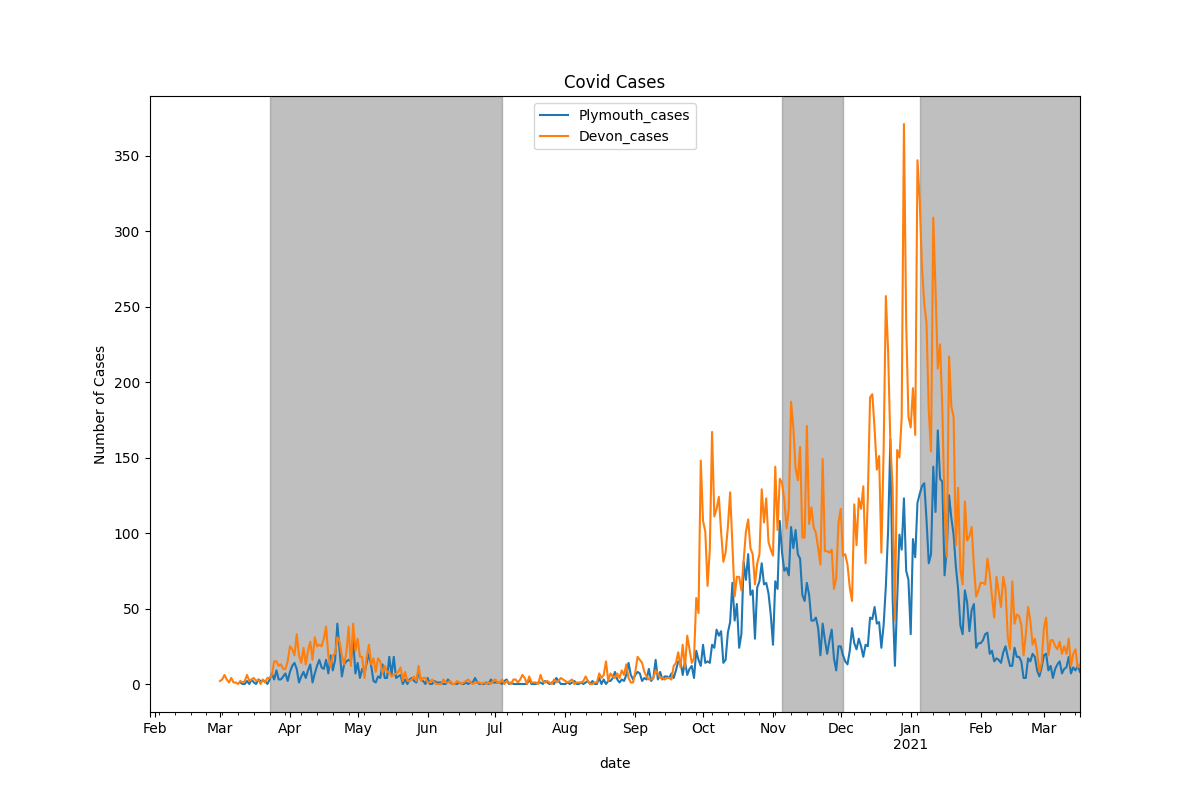 Covid Cases
Plymouth_cases
Devon_cases
350
300
250
200
150
100
50
0
Number of Cases
Feb Mar Apr May Jun Jul Aug Sep Oct Nov Dec Jan Feb Mar
2021
date